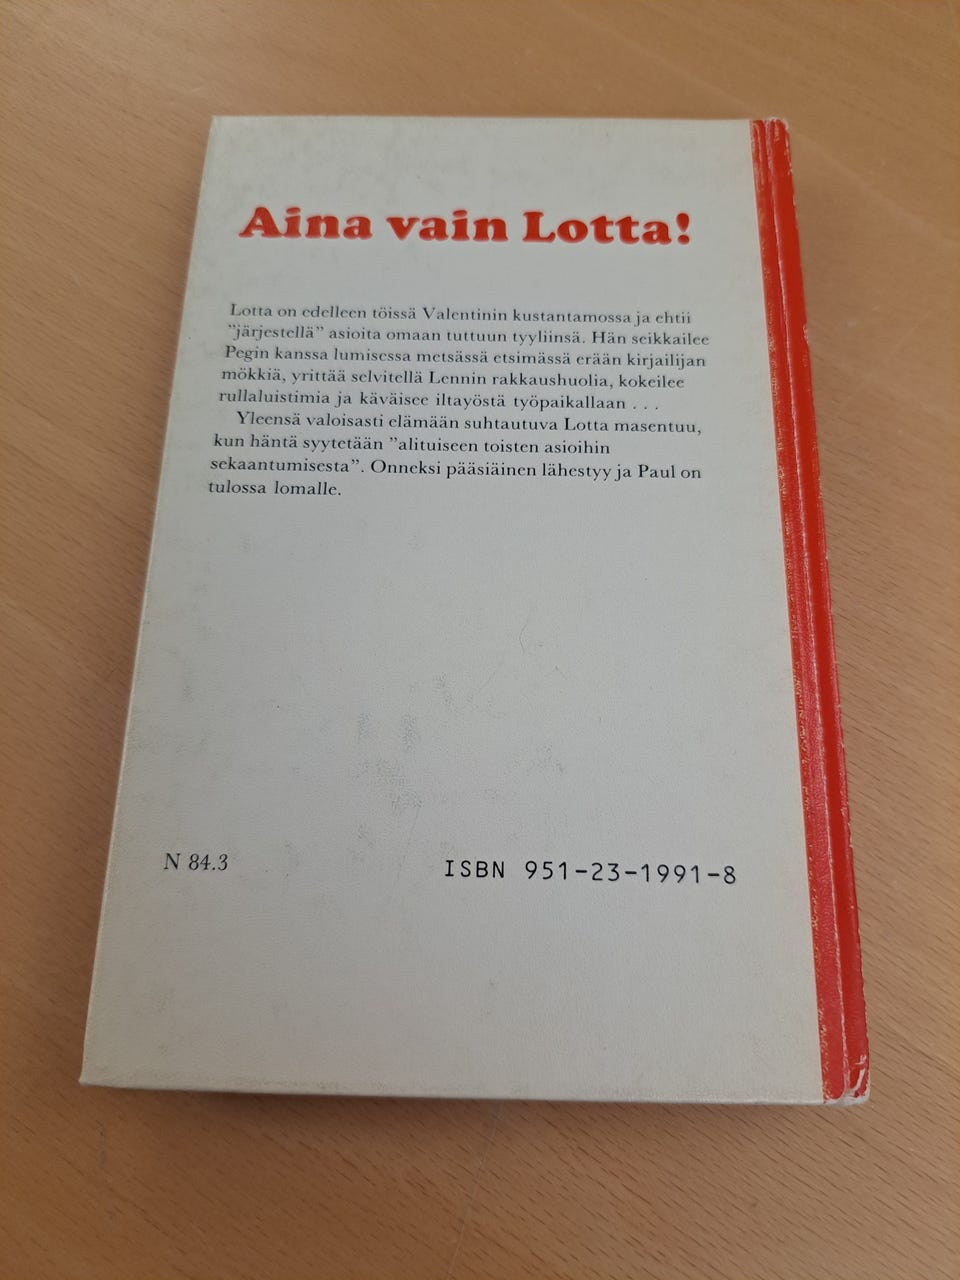 Aina vain Lotta!
Lotta on edelleen töissä Valentinin kustantamossa ja ehtii
”järjestellä” asioita omaan tuttuun tyyliinsä. Hän seikkailee
Pegin kanssa lumisessa metsässä etsimässä erään kirjailijan
mökkiä, yrittää selvitellä Lennin rakkaushuolia, kokeilee
rullaluistimia ja käväisee iltayöstä työpaikallaan . . .
Yleensä valoisasti elämään suhtautuva Lotta masentuu,
kun häntä syytetään ”alituiseen toisten asioihin
sekaantumisesta”. Onneksi pääsiäinen lähestyy ja Paul on
tulossa lomalle.
N 84.3
ISBN 951-23-1991-8